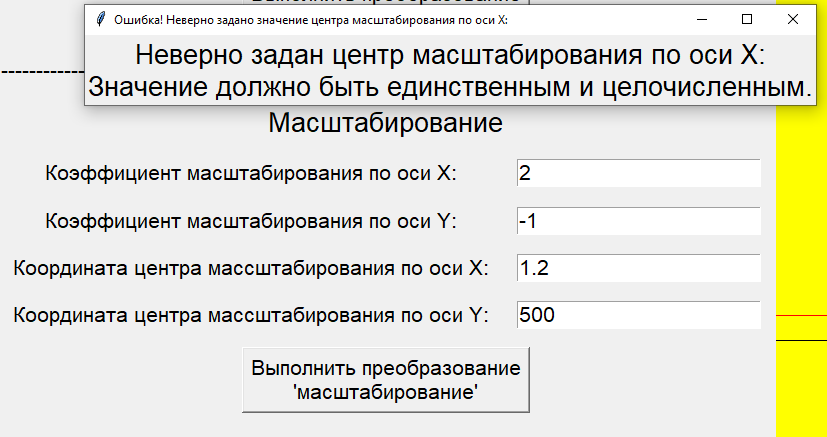 Выполнить преобразование
Ошибка! Неверно задано значение центра масштабирования по оси X:
Неверно задан центр масштабирования по оси X:
Значение должно быть единственным и целочисленным.
-------------
Масштабирование
Коэффициент масштабирования по оси X: 2
Коэффициент масштабирования по оси Y: -1
Координата центра массштабирования по оси X: 1.2
Координата центра массштабирования по оси Y: 500
Выполнить преобразование
'масштабирование'